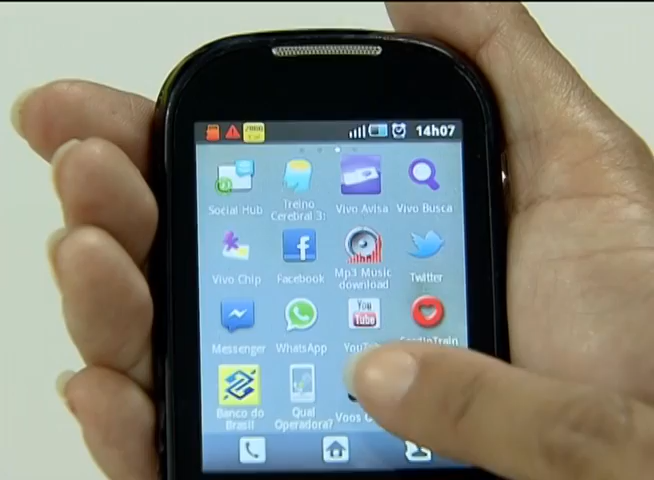 14h07
Social Hub
Treino
Cerebral 3:
Vivo Avisa
Vivo Busca
Vivo Chip
Facebook
Mp3 Music
download
Twitter
Messenger
WhatsApp
You
Tube
Banco do
Brasil
Qual
Operadora?
Voos